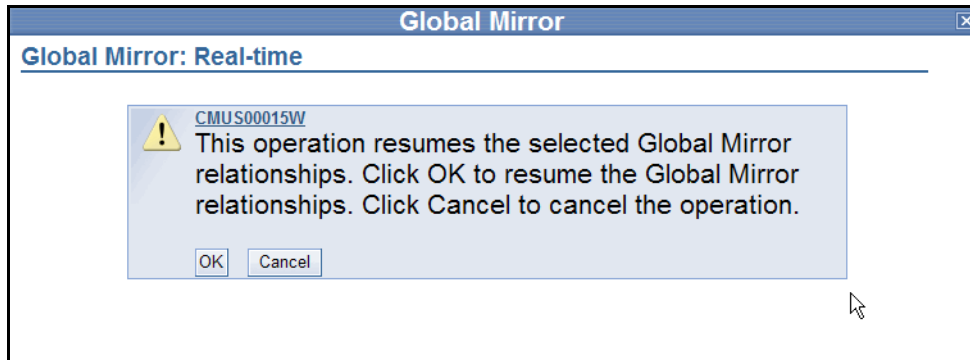 Global Mirror
Global Mirror: Real-time
CMUS00015W
This operation resumes the selected Global Mirror
relationships. Click OK to resume the Global Mirror
relationships. Click Cancel to cancel the operation.
OK Cancel